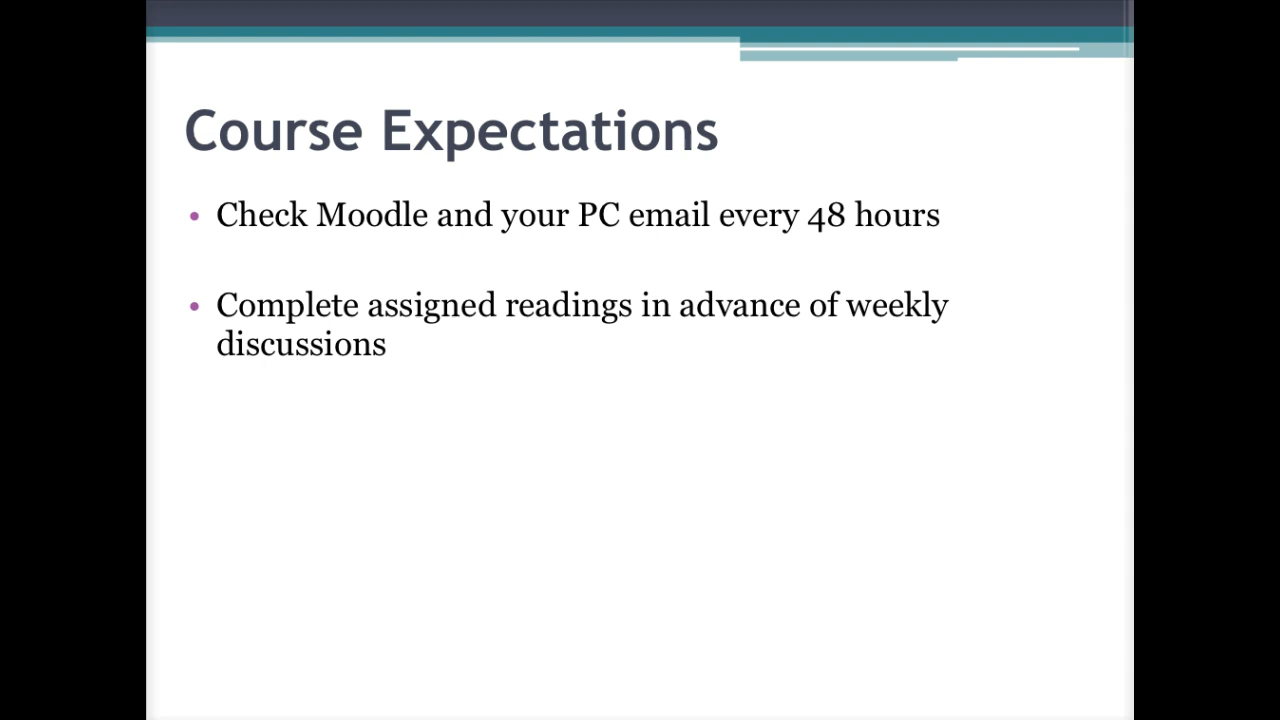 Course Expectations
• Check Moodle and your PC email every 48 hours
• Complete assigned readings in advance of weekly
discussions